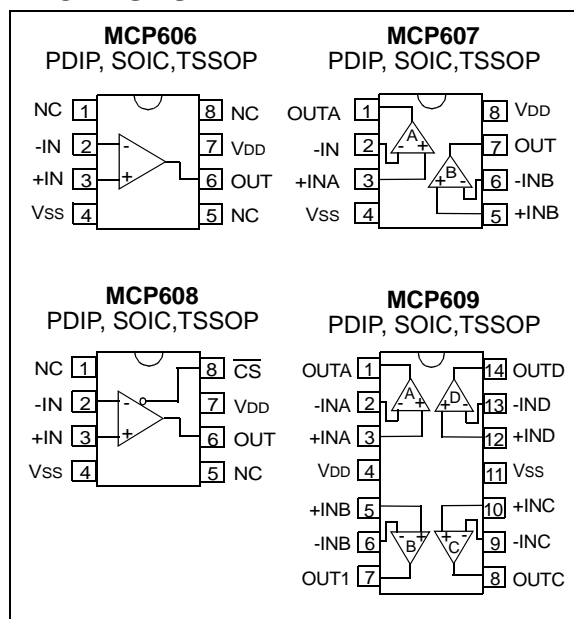 MCP606
PDIP, SOIC,TSSOP
NC 1 8 NC
-IN 2 - 7 VDD
+IN 3 + 6 OUT
VSS 4 5 NC
MCP607
PDIP, SOIC,TSSOP
OUTA 1 8 VDD
A
-IN 2 - + 7 OUT
B
+INA 3 + - 6 -INB
VSS 4 5 +INB
MCP608
PDIP, SOIC,TSSOP
NC 1 8 CS
-IN 2 - 7 VDD
+IN 3 + 6 OUT
VSS 4 5 NC
MCP609
PDIP, SOIC,TSSOP
OUTA 1 14 OUTD
A D
-INA 2 - + + - 13 -IND
+INA 3 12 +IND
VDD 4 11 VSS
+INB 5 10 +INC
-INB 6 - + + - 9 -INC
B C
OUT1 7 8 OUTC